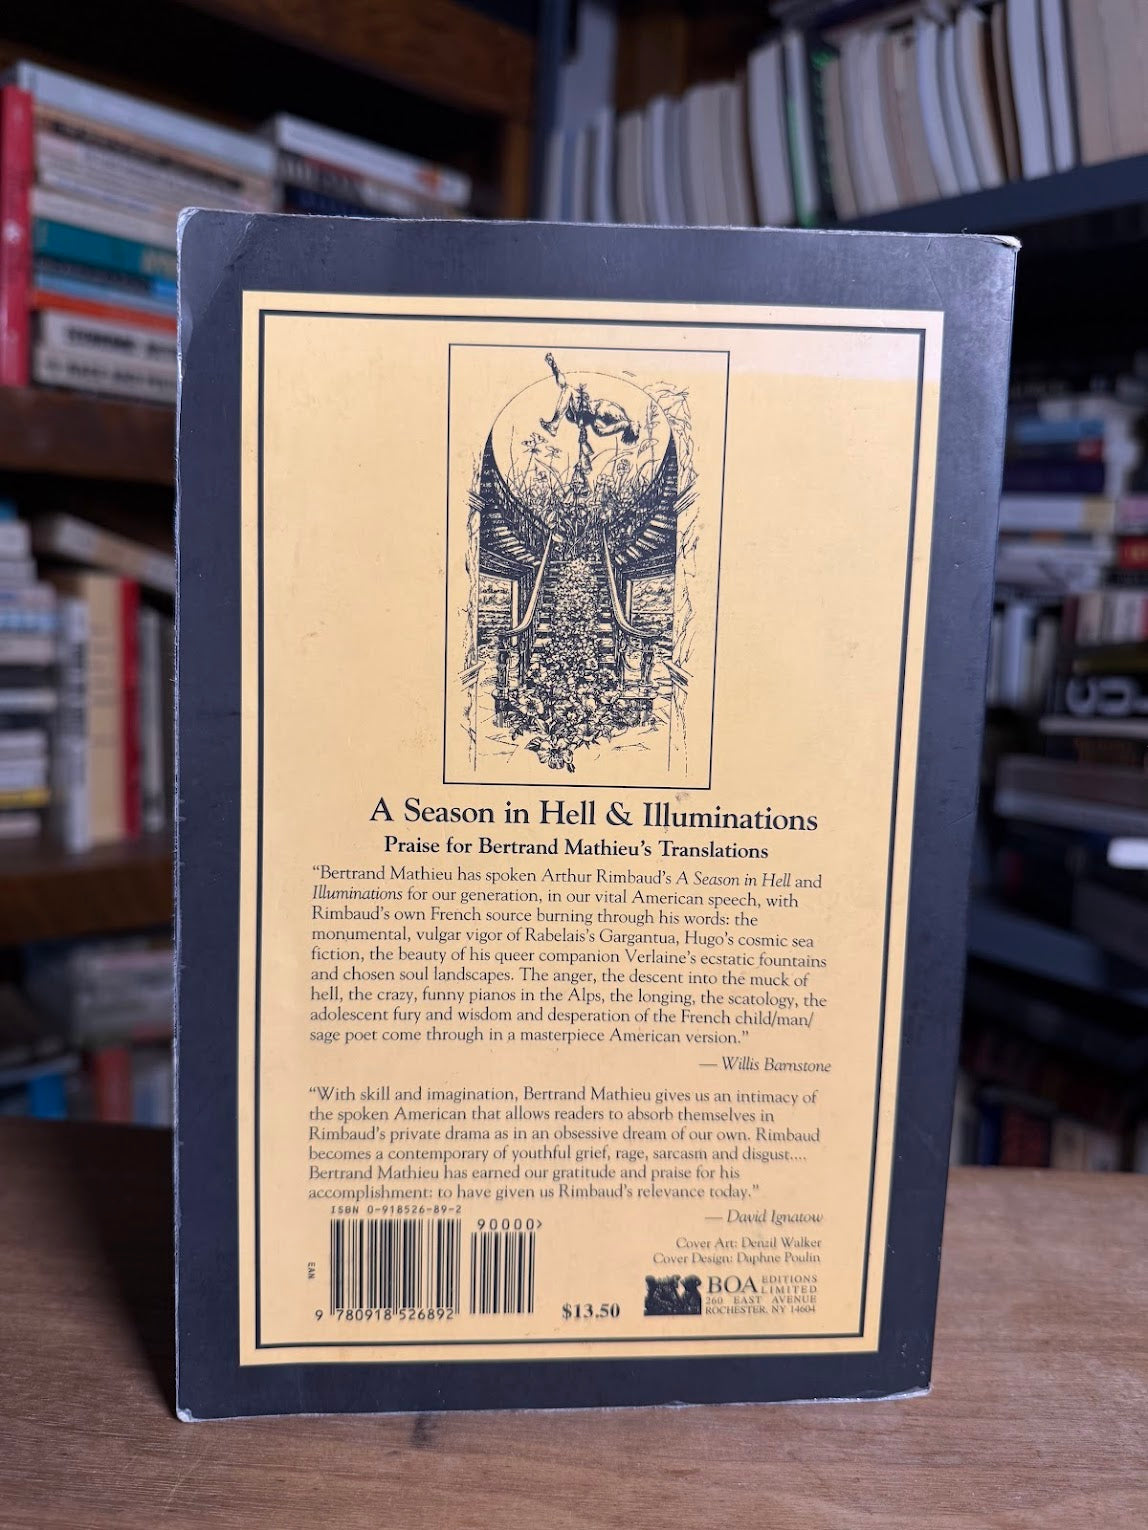 A Season in Hell & Illuminations
Praise for Bertrand Mathieu's Translations
“Bertrand Mathieu has spoken Arthur Rimbaud's A Season in Hell and
Illuminations for our generation, in our vital American speech, with
Rimbaud's own French source burning through his words: the
monumental, vulgar vigor of Rabelais's Gargantua, Hugo's cosmic sea
fiction, the beauty of his queer companion Verlaine's ecstatic fountains
and chosen soul landscapes. The anger, the descent into the muck of
hell, the crazy, funny pianos in the Alps, the longing, the scatology, the
adolescent fury and wisdom and desperation of the French child/man/
sage poet come through in a masterpiece American version.”
— Willis Barnstone
“With skill and imagination, Bertrand Mathieu gives us an intimacy of
the spoken American that allows readers to absorb themselves in
Rimbaud's private drama as in an obsessive dream of our own. Rimbaud
becomes a contemporary of youthful grief, rage, sarcasm and disgust....
Bertrand Mathieu has earned our gratitude and praise for his
accomplishment: to have given us Rimbaud's relevance today.”
— David Ignatow
ISBN 0-918526-89-2
90000>
EAN
9 780918 526892
$13.50
Cover Art: Denzil Walker
Cover Design: Daphne Poulin
BOA EDITIONS
LIMITED
260 EAST AVENUE
ROCHESTER, NY 14604